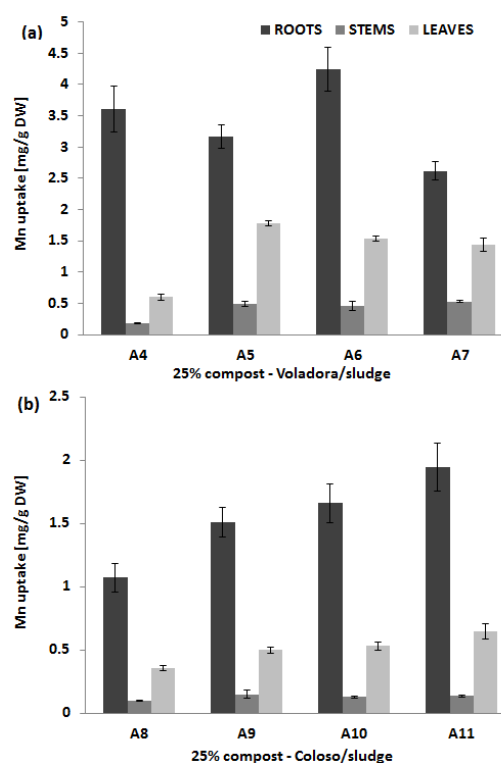 (a)
ROOTS STEMS LEAVES
Mn uptake [mg/g DW]
5
4.5
4
3.5
3
2.5
2
1.5
1
0.5
0
A4 A5 A6 A7
25% compost - Voladora/sludge
(b)
Mn uptake [mg/g DW]
2.5
2
1.5
1
0.5
0
A8 A9 A10 A11
25% compost - Coloso/sludge